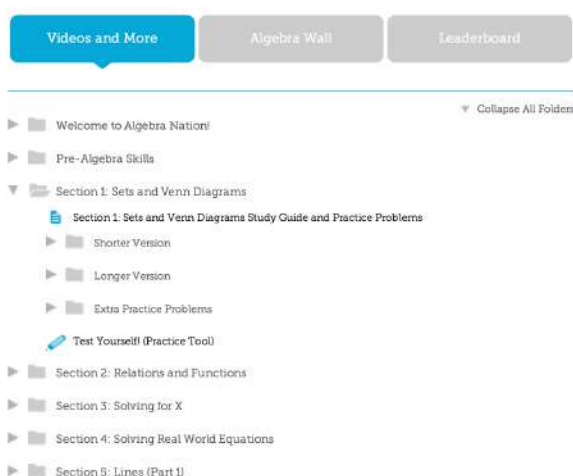 Videos and More
Algebra Wall
Leaderboard
Collapse All Folders
Welcome to Algebra Nation!
Pre-Algebra Skills
Section 1: Sets and Venn Diagrams
Section 1: Sets and Venn Diagrams Study Guide and Practice Problems
Shorter Version
Longer Version
Extra Practice Problems
Test Yourself! (Practice Tool)
Section 2: Relations and Functions
Section 3: Solving for X
Section 4: Solving Real World Equations
Section 5: Lines (Part 1)